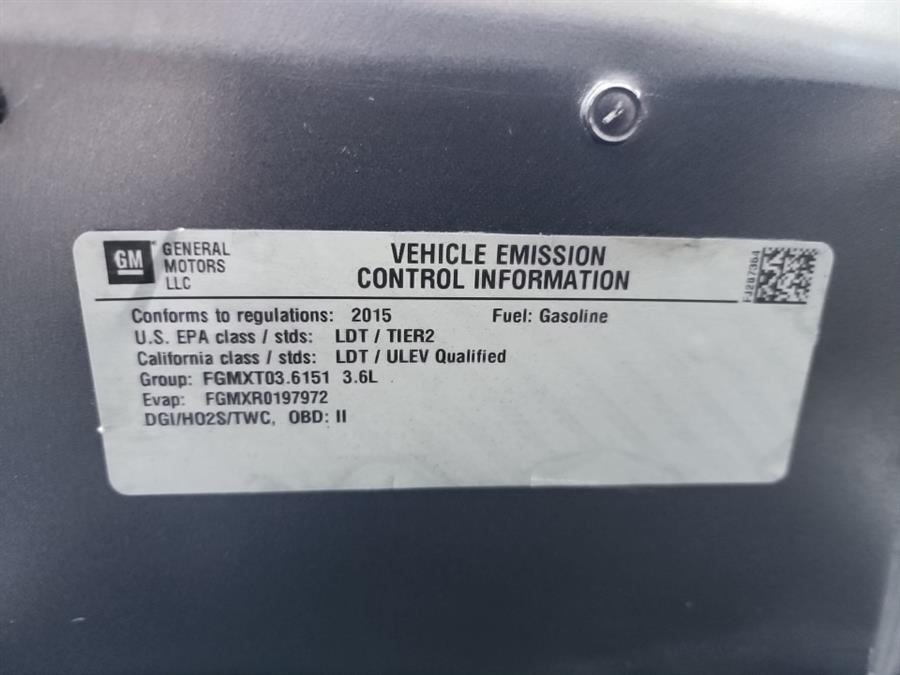 GM GENERAL MOTORS LLC
VEHICLE EMISSION
CONTROL INFORMATION
FJ287364
Conforms to regulations: 2015 Fuel: Gasoline
U.S. EPA class / stds: LDT / TIER2
California class / stds: LDT / ULEV Qualified
Group: FGMXT03.6151 3.6L
Evap: FGMXR0197972
DGI/HO2S/TWC, OBD: II